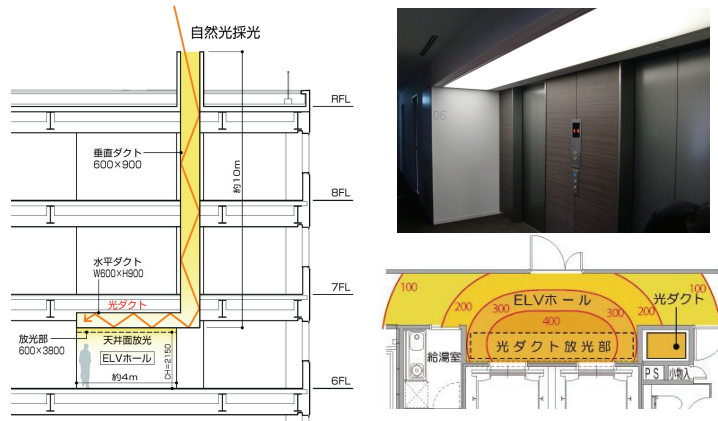 自然光採光
RFL
垂直ダクト
600×900
約10m
8FL
水平ダクト
W600×H900
光ダクト
7FL
放光部
600×3800
天井面放光
ELVホール
CH=2150
約4m
6FL
06
100
100
200
300
ELVホール
300
200
光ダクト
400
給湯室
光ダクト放光部
PS
小物入